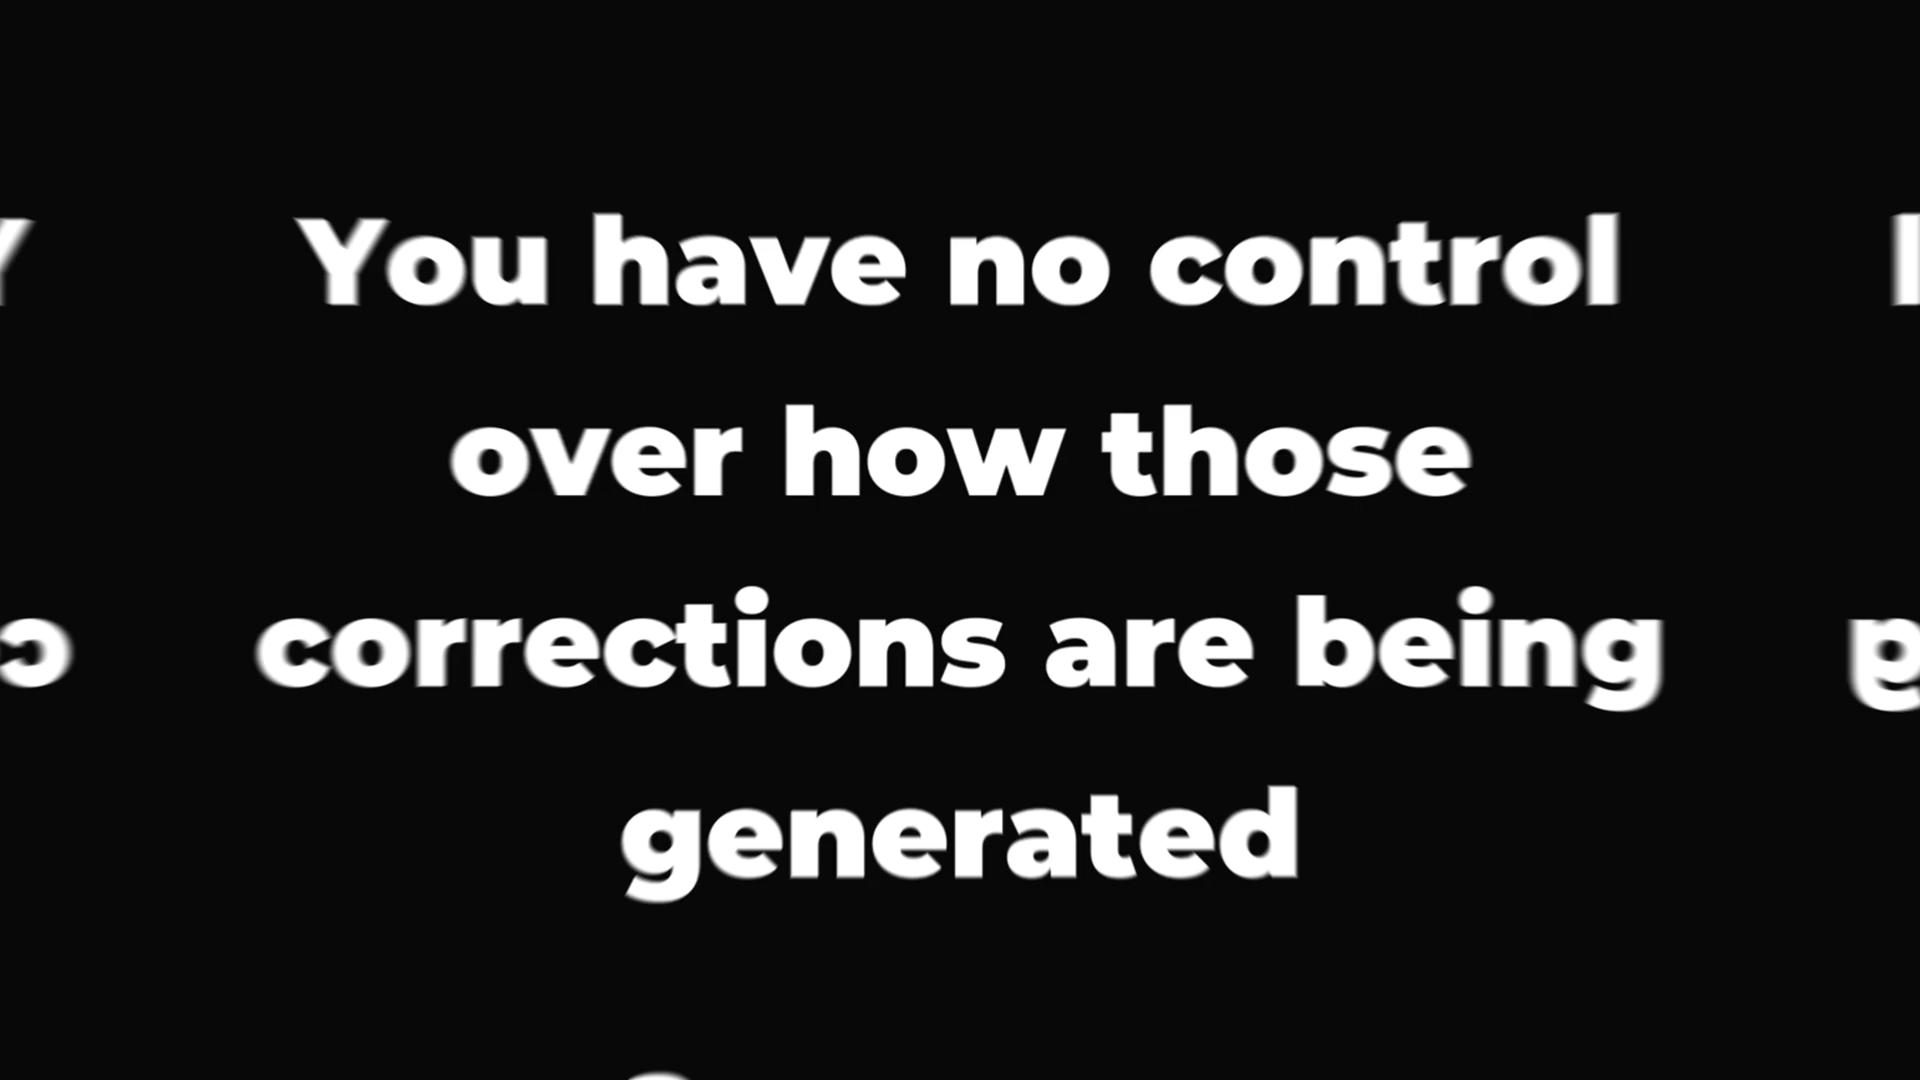 You have no control
over how those
corrections are being
generated